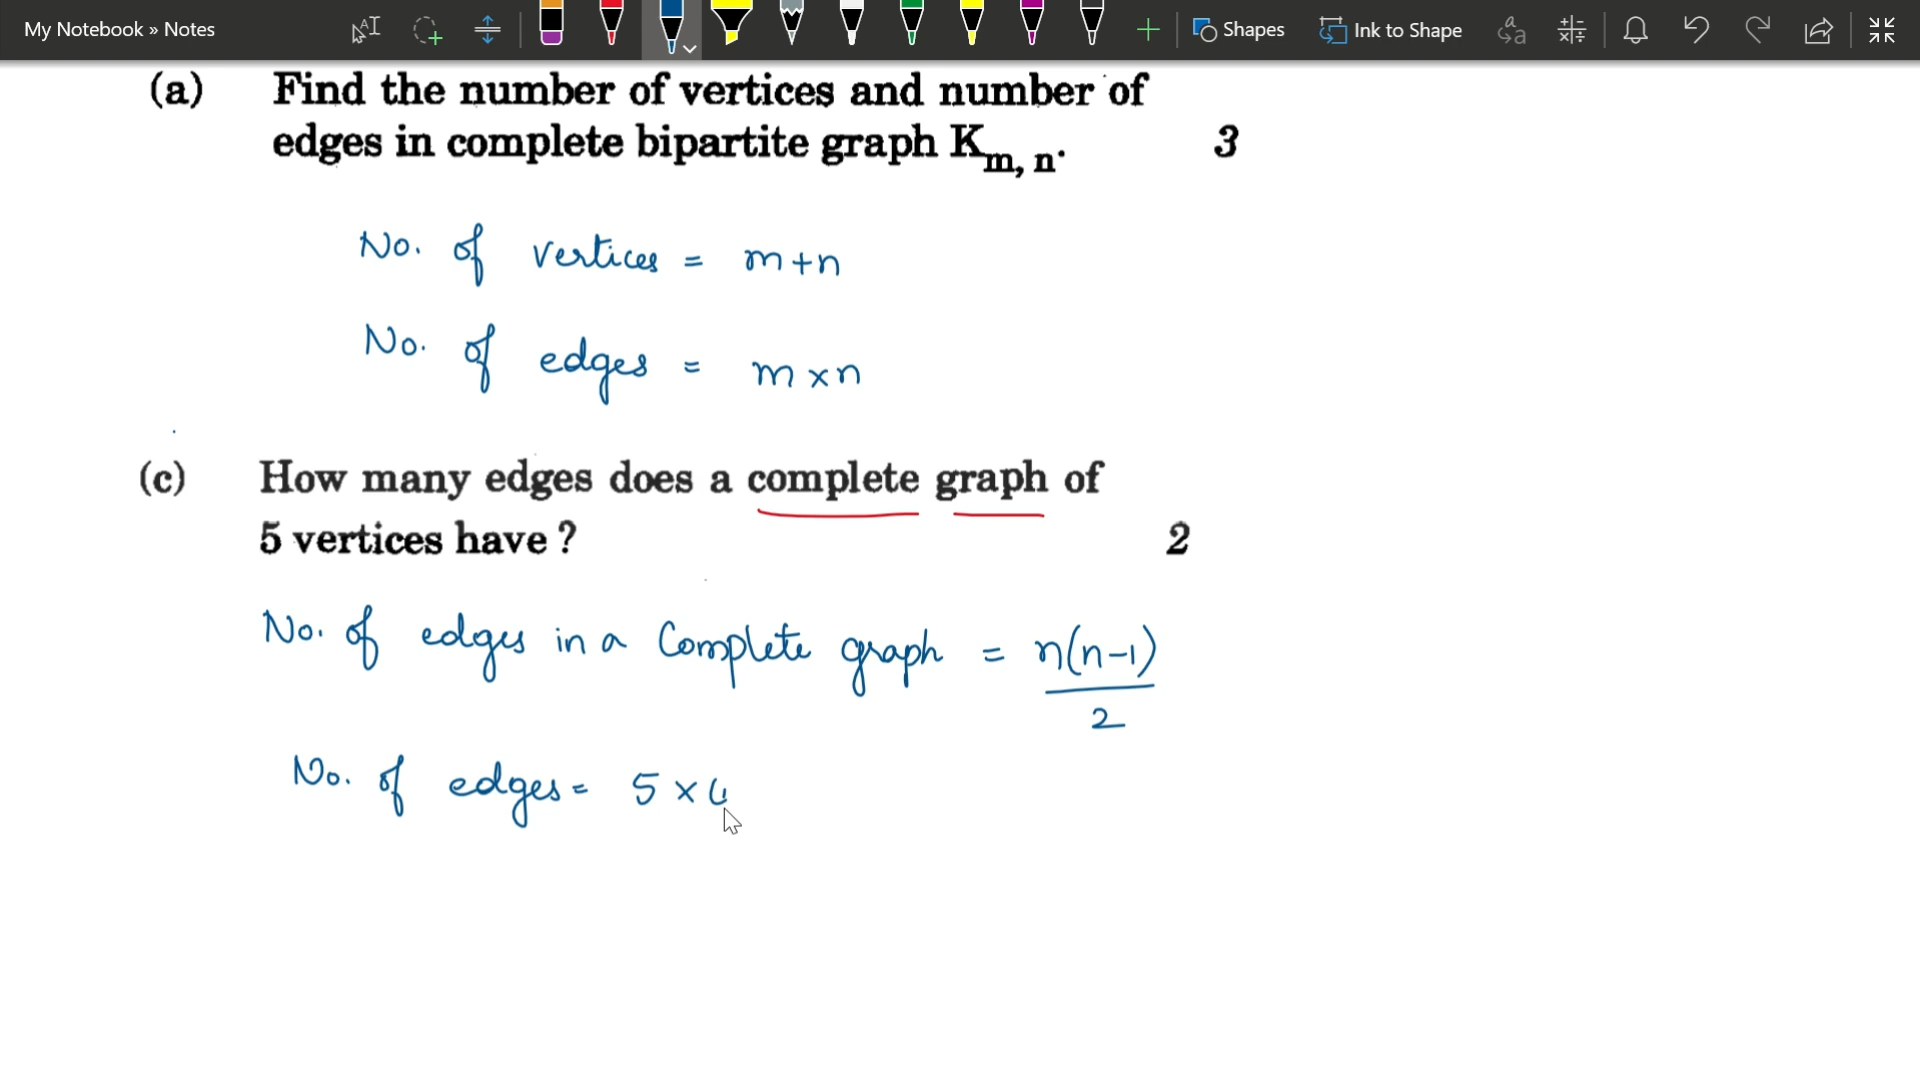 My Notebook » Notes
Shapes
Ink to Shape
(a) Find the number of vertices and number of
edges in complete bipartite graph Km, n. 3
No. of vertices = m+n
No. of edges = m×n
(c) How many edges does a complete graph of
5 vertices have ? 2
No. of edges in a Complete graph = n(n-1)
2
No. of edges = 5 ×